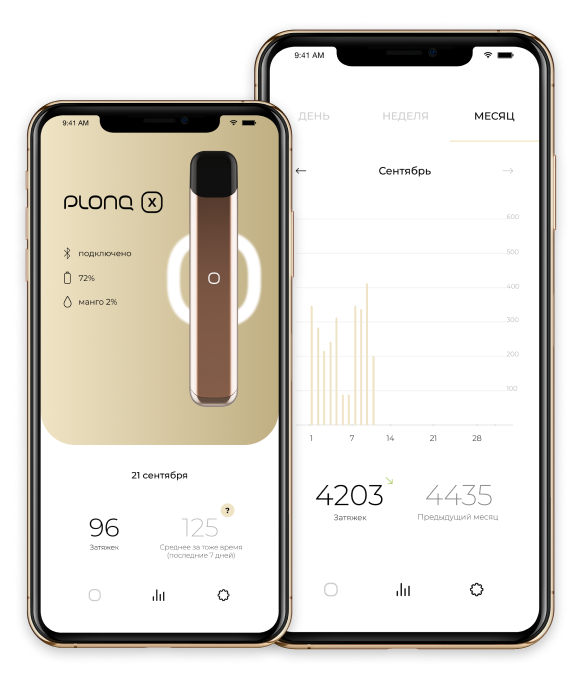 9:41 AM
PLONQ X
подключено
72%
манго 2%
21 сентября
96
Затяжек
125
?
Среднее за тоже время
(последние 7 дней)
9:41 AM
ДЕНЬ
НЕДЕЛЯ
МЕСЯЦ
← Сентябрь →
600
500
400
300
200
100
1 7 14 21 28
4203
Затяжек
4435
Предыдущий месяц